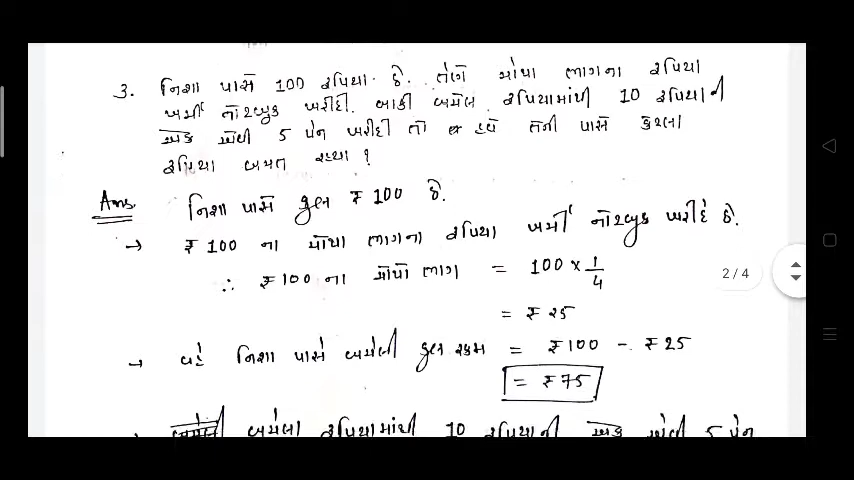 3. નિશા પાસે 100 રૂપિયા છે. તેણે ચોથા ભાગના રૂપિયા
ખર્ચી નોટબુક ખરીદી. બાકી બચેલ રૂપિયામાંથી 10 રૂપિયાની
એક એવી 5 પેન ખરીદી તો હવે તેની પાસે કેટલા
રૂપિયા બચત રહ્યા?
Ans નિશા પાસે કુલ ₹ 100 છે.
→ ₹ 100 ના ચોથા ભાગના રૂપિયા ખર્ચી નોટબુક ખરીદે છે.
∴ ₹ 100 ના ચોથો ભાગ = 100 × 1/4
= ₹ 25
→ હવે નિશા પાસે બચેલી કુલ રકમ = ₹ 100 - ₹ 25
= ₹ 75
2/4
બચેલા રૂપિયામાંથી 10 રૂપિયાની એક એવી 5 પેન